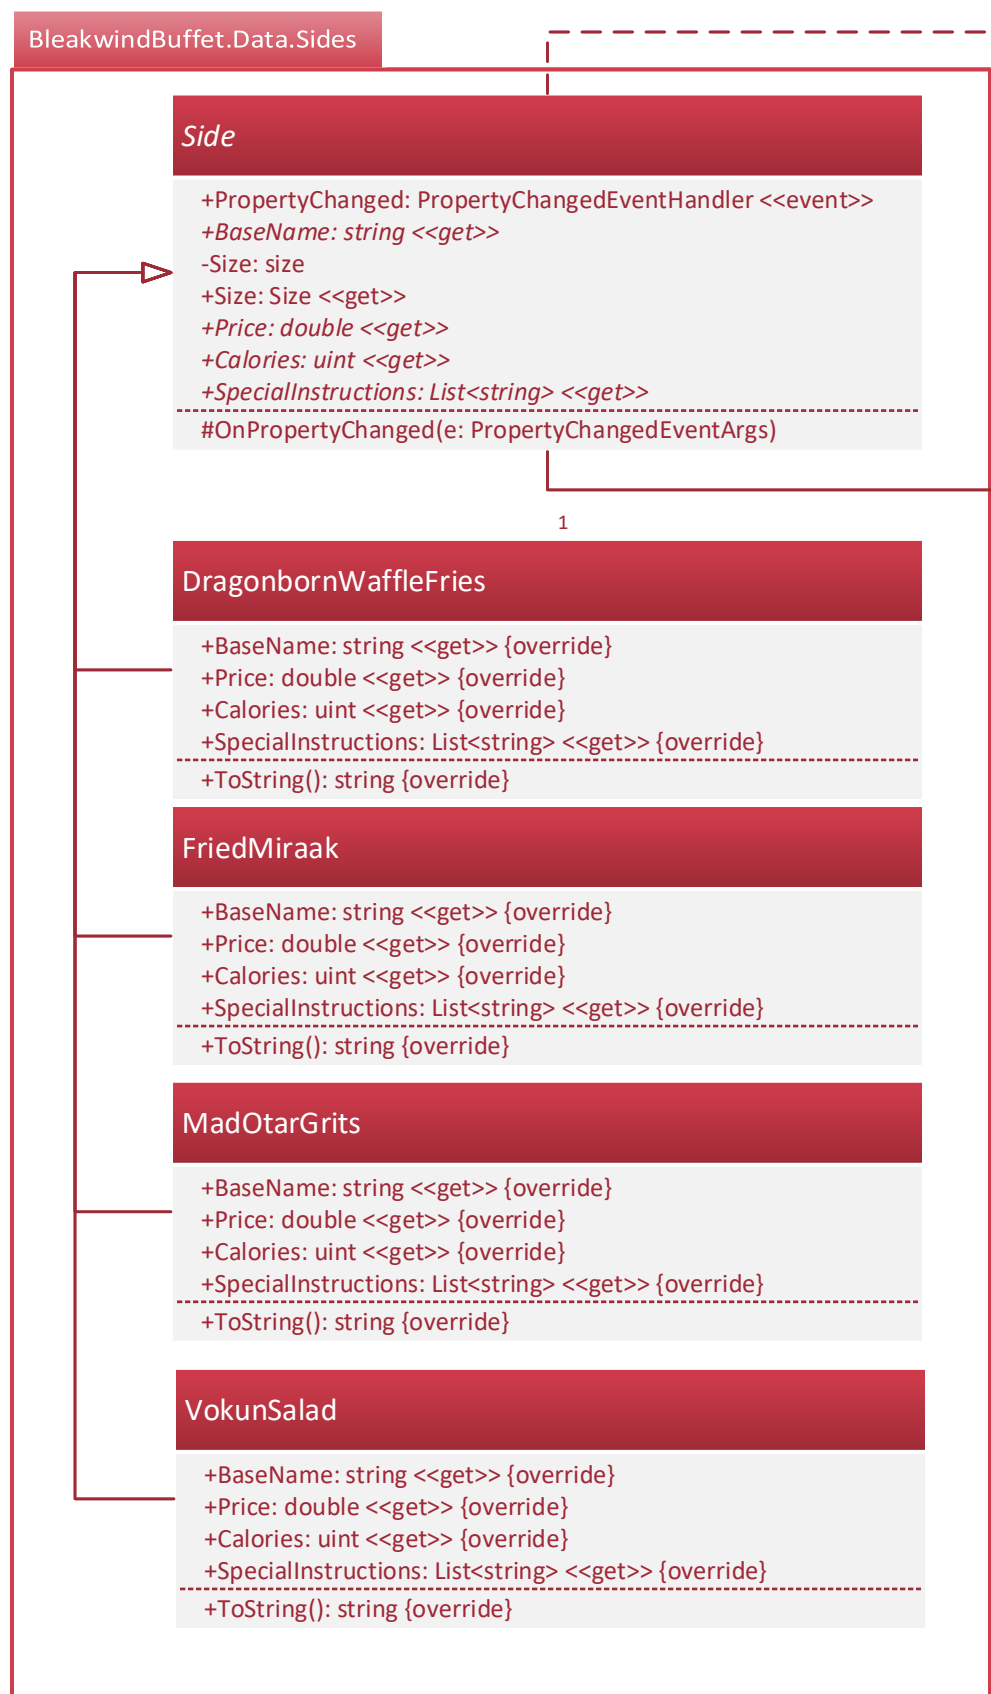 BleakwindBuffet.Data.Sides
Side
+PropertyChanged: PropertyChangedEventHandler <<event>>
+BaseName: string <<get>>
-Size: size
+Size: Size <<get>>
+Price: double <<get>>
+Calories: uint <<get>>
+SpecialInstructions: List<string> <<get>>
#OnPropertyChanged(e: PropertyChangedEventArgs)
1
DragonbornWaffleFries
+BaseName: string <<get>> {override}
+Price: double <<get>> {override}
+Calories: uint <<get>> {override}
+SpecialInstructions: List<string> <<get>> {override}
+ToString(): string {override}
FriedMiraak
+BaseName: string <<get>> {override}
+Price: double <<get>> {override}
+Calories: uint <<get>> {override}
+SpecialInstructions: List<string> <<get>> {override}
+ToString(): string {override}
MadOtarGrits
+BaseName: string <<get>> {override}
+Price: double <<get>> {override}
+Calories: uint <<get>> {override}
+SpecialInstructions: List<string> <<get>> {override}
+ToString(): string {override}
VokunSalad
+BaseName: string <<get>> {override}
+Price: double <<get>> {override}
+Calories: uint <<get>> {override}
+SpecialInstructions: List<string> <<get>> {override}
+ToString(): string {override}